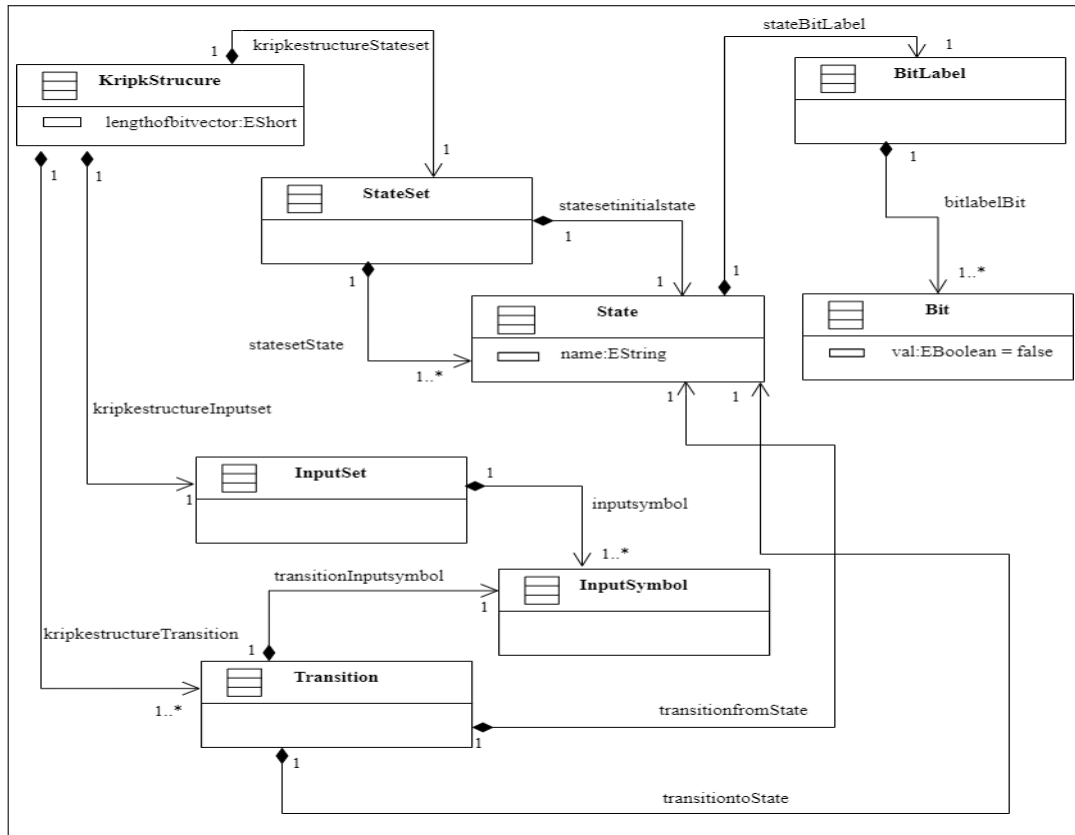 stateBitLabel
1
kripkestructureStateset
1
KripkStrucure
BitLabel
lengthofbitvector:EShort
1
1
1
1
StateSet
statesetinitialstate
bitlabelBit
1
1
1
1
1..*
State
Bit
statesetState
name:EString
val:EBoolean = false
1..*
1
1
kripkestructureInputset
InputSet
1
1
inputsymbol
1..*
transitionInputsymbol
InputSymbol
1
kripkestructureTransition
1
Transition
1..*
transitionfromState
1
1
transitiontoState